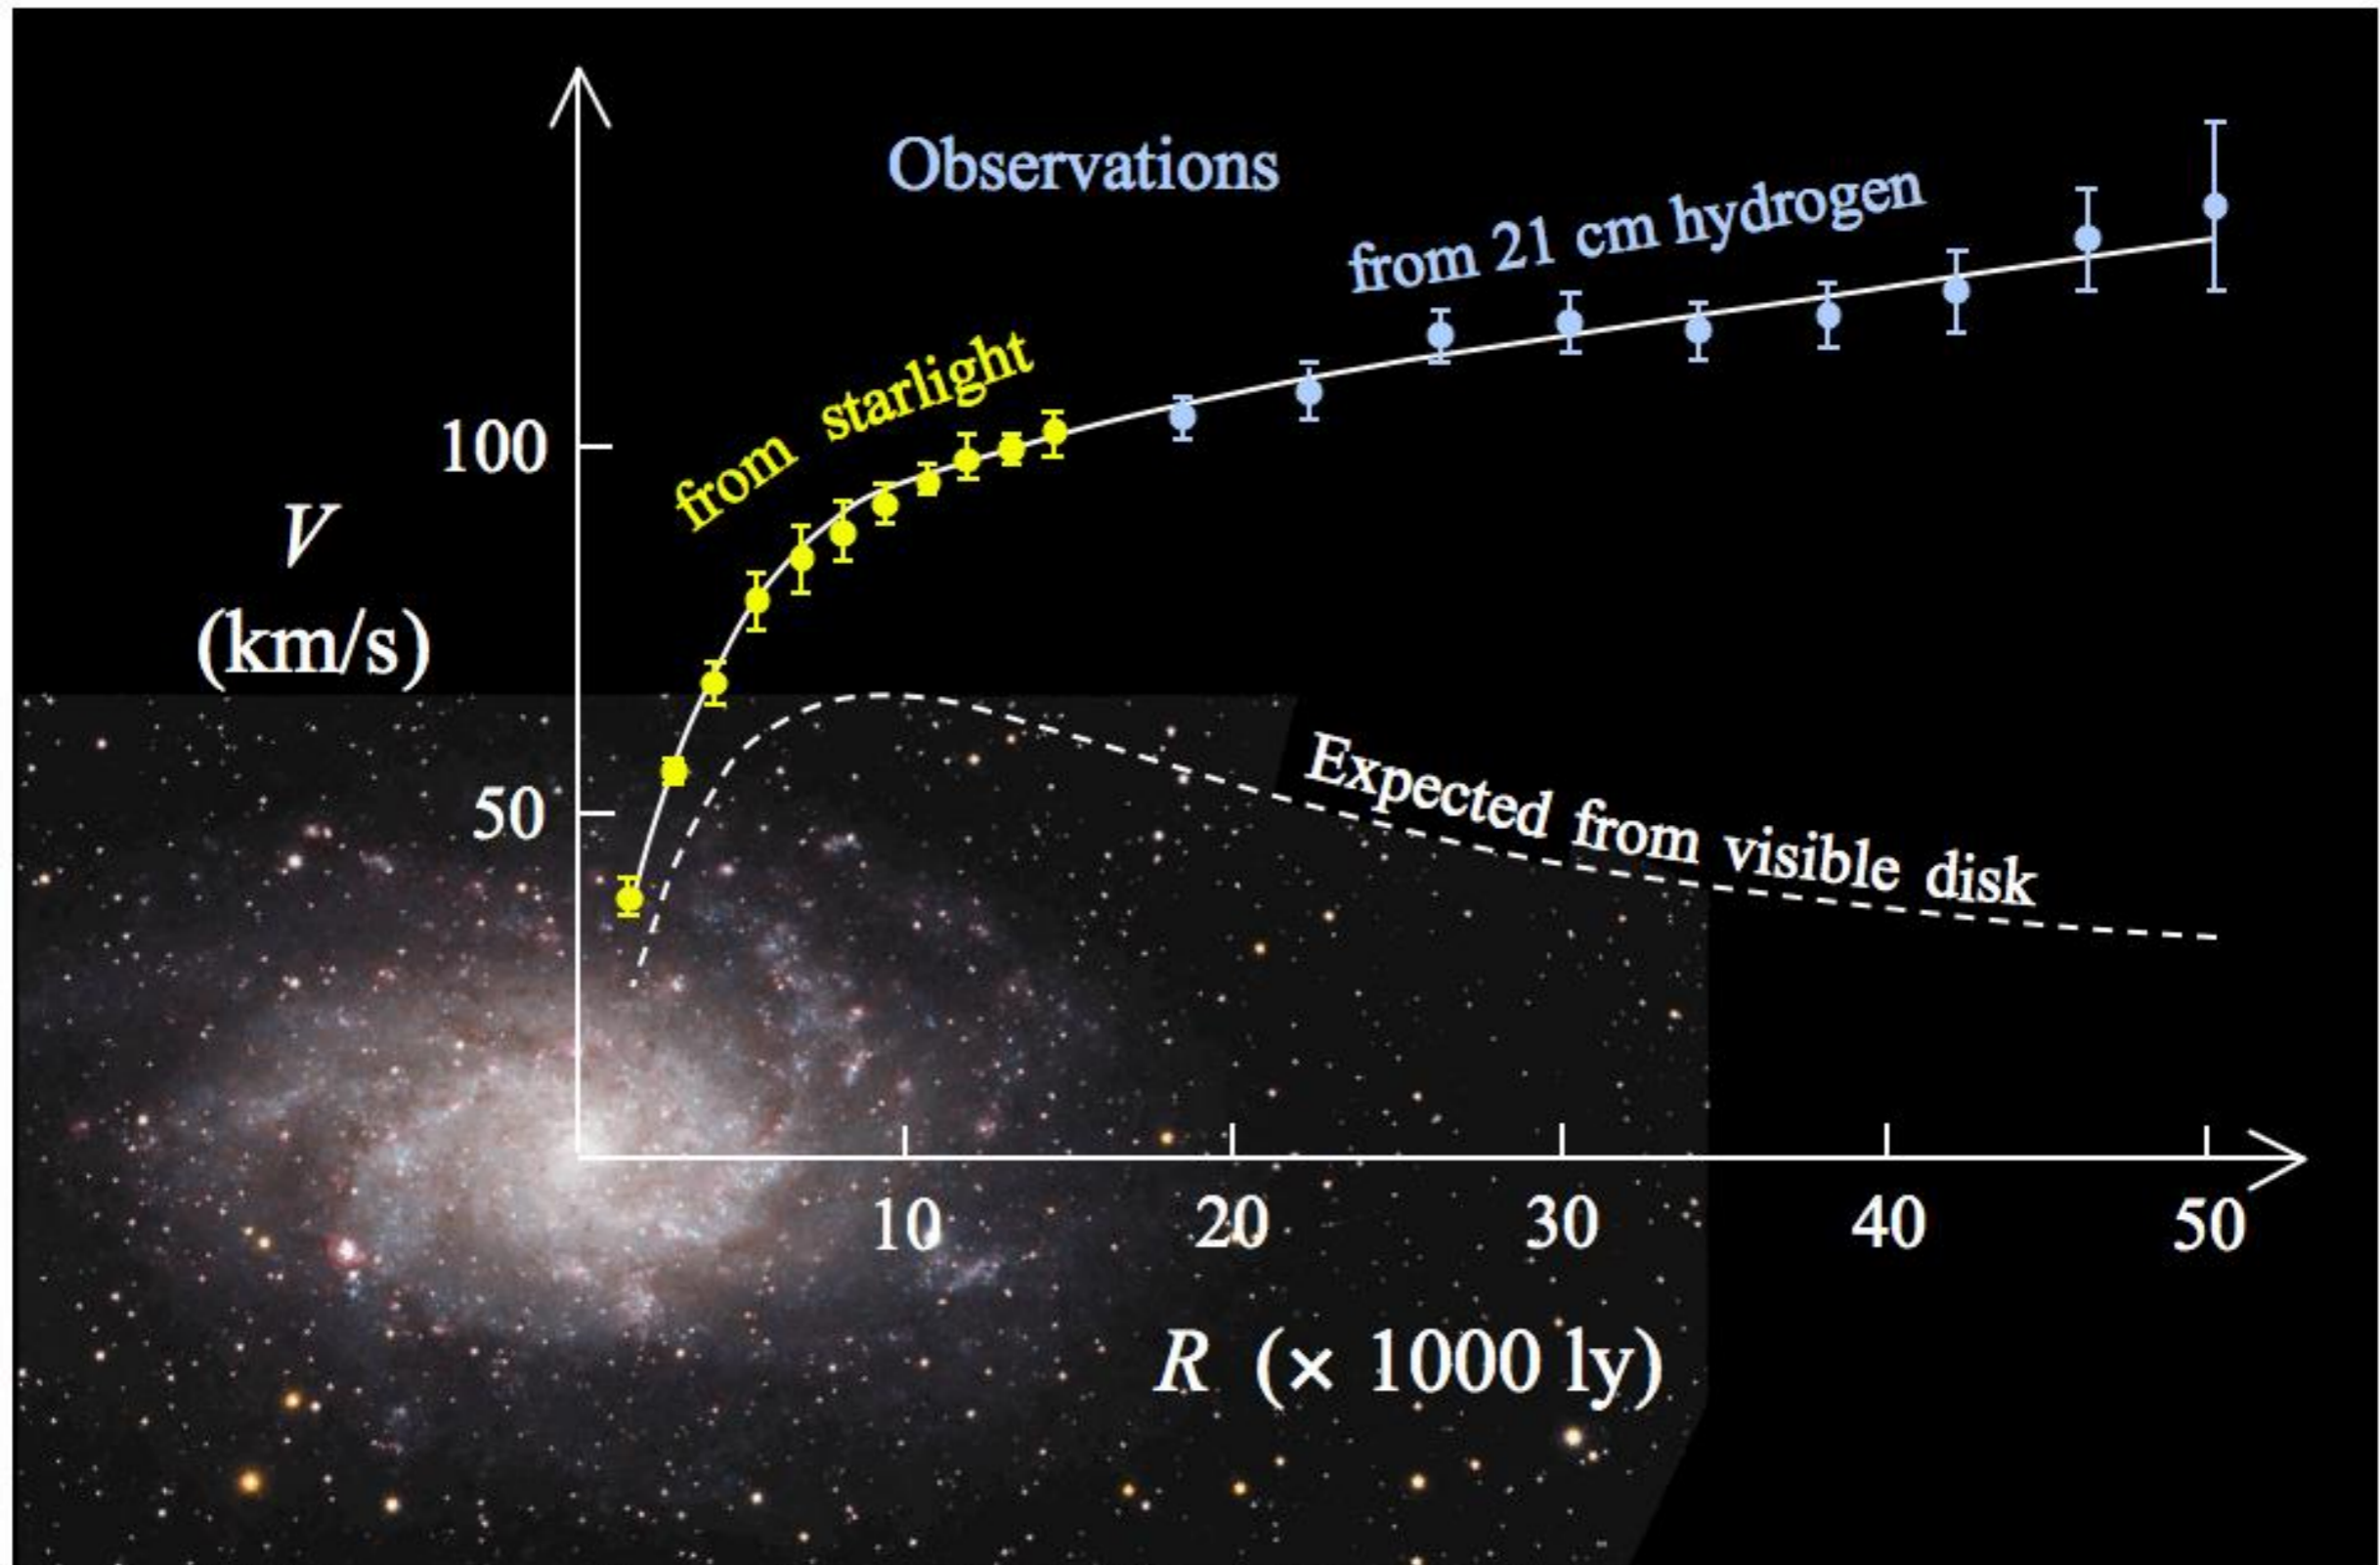 Observations
from 21 cm hydrogen
from starlight
100
V
(km/s)
50
Expected from visible disk
10 20 30 40 50
R (× 1000 ly)